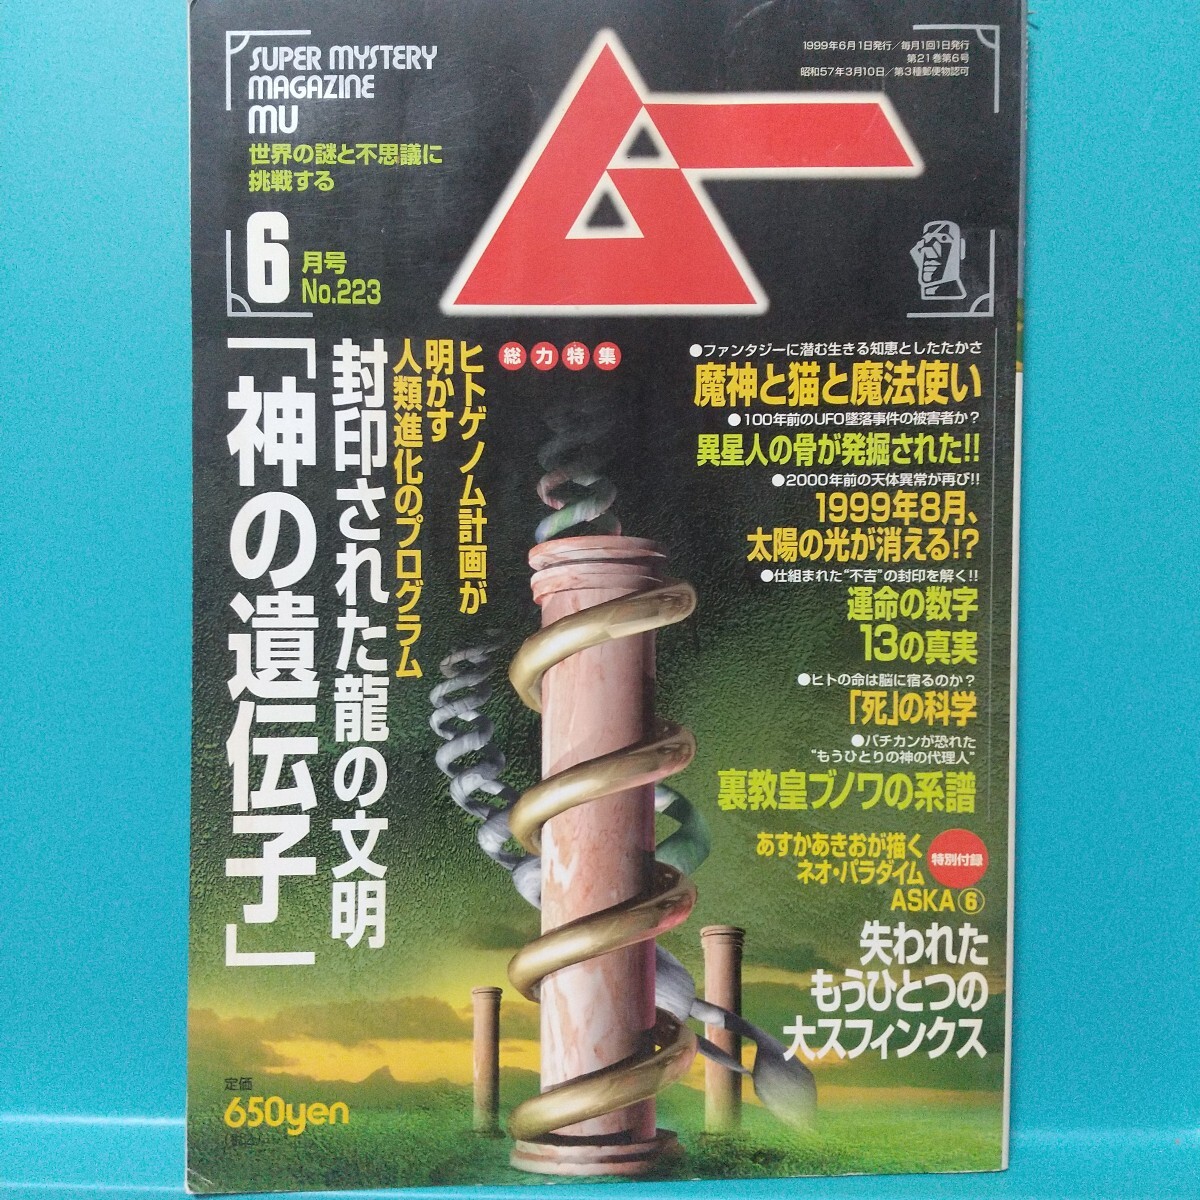 SUPER MYSTERY
MAGAZINE
MU
世界の謎と不思議に
挑戦する
ムー
1999年6月1日発行／毎月1回1日発行
第21巻第6号
昭和57年3月10日／第3種郵便物認可
6
月号
No.223
総力特集
ヒトゲノム計画が
明かす
人類進化のプログラム
封印された龍の文明
「神の遺伝子」
●ファンタジーに潜む生きる知恵としたたかさ
魔神と猫と魔法使い
●100年前のUFO墜落事件の被害者か？
異星人の骨が発掘された!!
●2000年前の天体異常が再び!!
1999年8月、
太陽の光が消える!?
●仕組まれた“不吉”の封印を解く!!
運命の数字
13の真実
●ヒトの命は脳に宿るのか？
「死」の科学
●バチカンが恐れた
“もうひとりの神の代理人”
裏教皇ブノワの系譜
特別付録
あすかあきおが描く
ネオ・パラダイム
ASKA⑥
失われた
もうひとつの
大スフィンクス
定価
650yen
(税込)